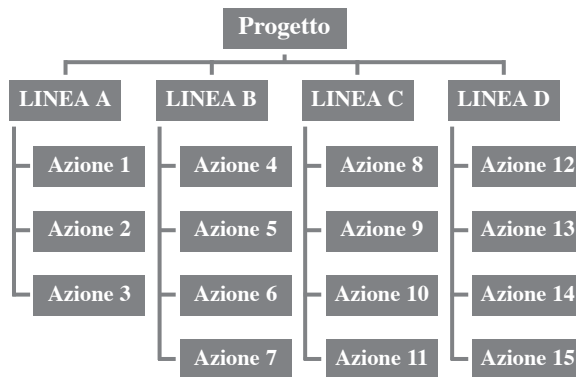 Progetto
LINEA A
Azione 1
Azione 2
Azione 3
LINEA B
Azione 4
Azione 5
Azione 6
Azione 7
LINEA C
Azione 8
Azione 9
Azione 10
Azione 11
LINEA D
Azione 12
Azione 13
Azione 14
Azione 15